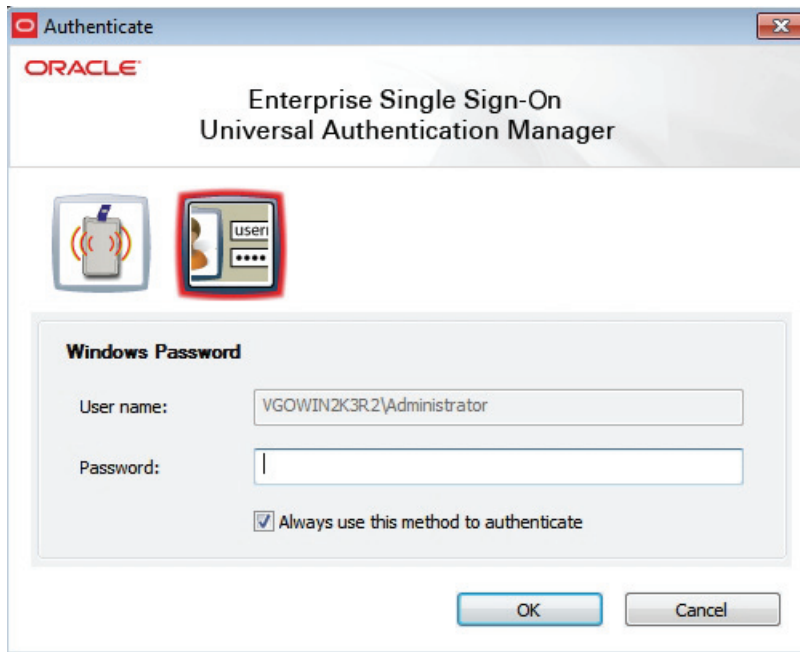 Authenticate
ORACLE
Enterprise Single Sign-On
Universal Authentication Manager
user
••••
Windows Password
User name:
VGOWIN2K3R2\Administrator
Password:
Always use this method to authenticate
OK
Cancel